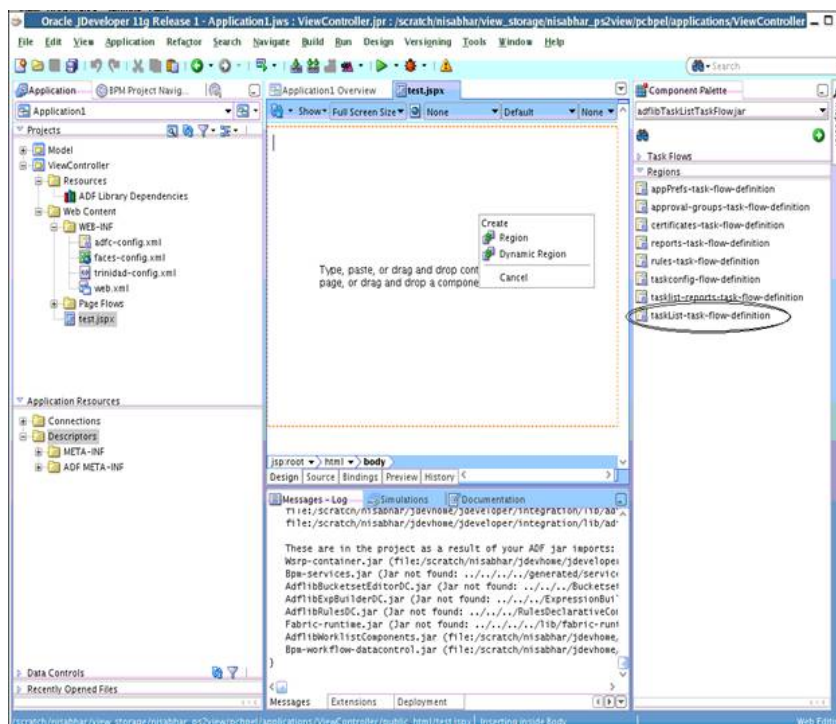 Oracle JDeveloper 11g Release 1 - Application1.jws : ViewController.jpr : /scratch/nisabhar/view_storage/nisabhar_ps2view/pcbpel/applications/ViewController
File Edit View Application Refactor Search Navigate Build Run Design Versioning Tools Window Help
Search
Application
BPM Project Navig...
Application1
Projects
Model
ViewController
Resources
ADF Library Dependencies
Web Content
WEB-INF
adfc-config.xml
faces-config.xml
trinidad-config.xml
web.xml
Page Flows
test.jspx
Application Resources
Connections
Descriptors
META-INF
ADF META-INF
Data Controls
Recently Opened Files
Application1 Overview
test.jspx
Show Full Screen Size None Default None
Create
Region
Dynamic Region
Cancel
Type, paste, or drag and drop cont
page, or drag and drop a compone
jsp:root html body
Design Source Bindings Preview History
Messages - Log
Simulations
Documentation
file:/scratch/nisabhar/jdevhome/jdeveloper/integration/lib/ad
file:/scratch/nisabhar/jdevhome/jdeveloper/integration/lib/ad
These are in the project as a result of your ADF jar imports:
Wsrp-container.jar (file:/scratch/nisabhar/jdevhome/jdevelope
Bpm-services.jar (Jar not found: ../../../../generated/service
AdflibBucketsetEditorDC.jar (Jar not found: ../../../Bucketset
AdflibExpBuilderDC.jar (Jar not found: ../../../ExpressionBuil
AdflibRulesDC.jar (Jar not found: ../../../RulesDeclarativeCo
Fabric-runtime.jar (Jar not found: ../../../lib/fabric-runt
AdflibWorklistComponents.jar (file:/scratch/nisabhar/jdevhome,
Bpm-workflow-datacontrol.jar (file:/scratch/nisabhar/jdevhome,
}
Messages Extensions Deployment
Component Palette
adflibTaskListTaskFlow.jar
Task Flows
Regions
appPrefs-task-flow-definition
approval-groups-task-flow-definition
certificates-task-flow-definition
reports-task-flow-definition
rules-task-flow-definition
taskconfig-flow-definition
tasklist-reports-task-flow-definition
taskList-task-flow-definition
/scratch/nisabhar/view_storage/nisabhar_ps2view/pcbpel/applications/ViewController/public_html/test.jspx Inserting inside Body
Web Editi